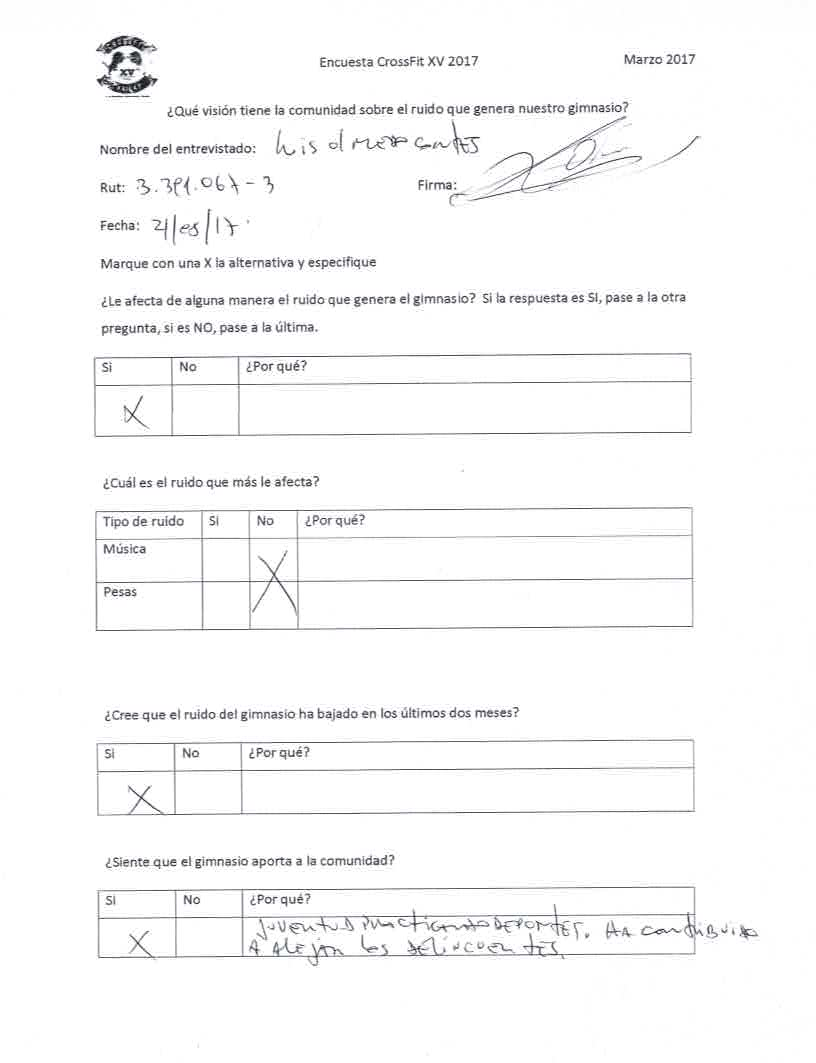 XV
Encuesta CrossFit XV 2017
Marzo 2017
¿Qué visión tiene la comunidad sobre el ruido que genera nuestro gimnasio?
Nombre del entrevistado: Luis
Rut: 3.391.067-3
Firma:
Fecha: 21/03/17
Marque con una X la alternativa y especifique
¿Le afecta de alguna manera el ruido que genera el gimnasio? Si la respuesta es SI, pase a la otra
pregunta, si es NO, pase a la última.
Si No ¿Por qué?
X
¿Cuál es el ruido que más le afecta?
Tipo de ruido Si No ¿Por qué?
Música
X
Pesas
¿Cree que el ruido del gimnasio ha bajado en los últimos dos meses?
Si No ¿Por qué?
X
¿Siente que el gimnasio aporta a la comunidad?
Si No ¿Por qué?
X JUVENTUD PRACTICANDO DEPORTES. HA CONTRIBUIDO
A ALEJAR LOS DELINCUENTES.